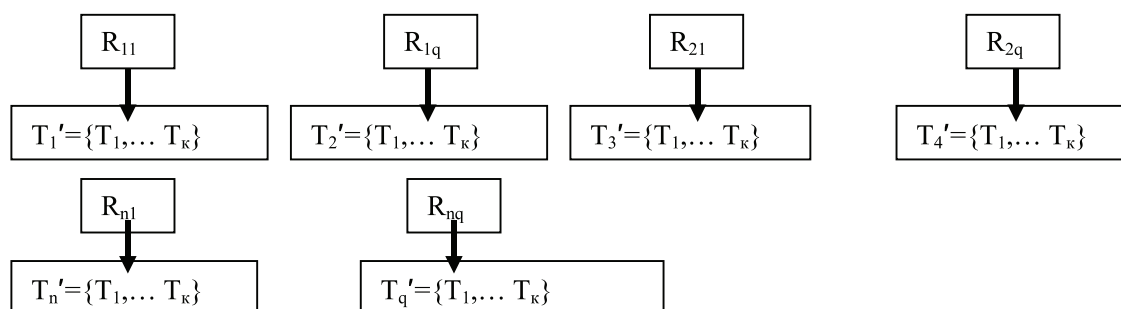 R₁₁ R₁q R₂₁ R₂q
T₁′={T₁,… Tк} T₂′={T₁,… Tк} T₃′={T₁,… Tк} T₄′={T₁,… Tк}
Rn₁ Rnq
Tn′={T₁,… Tк} Tq′={T₁,… Tк}